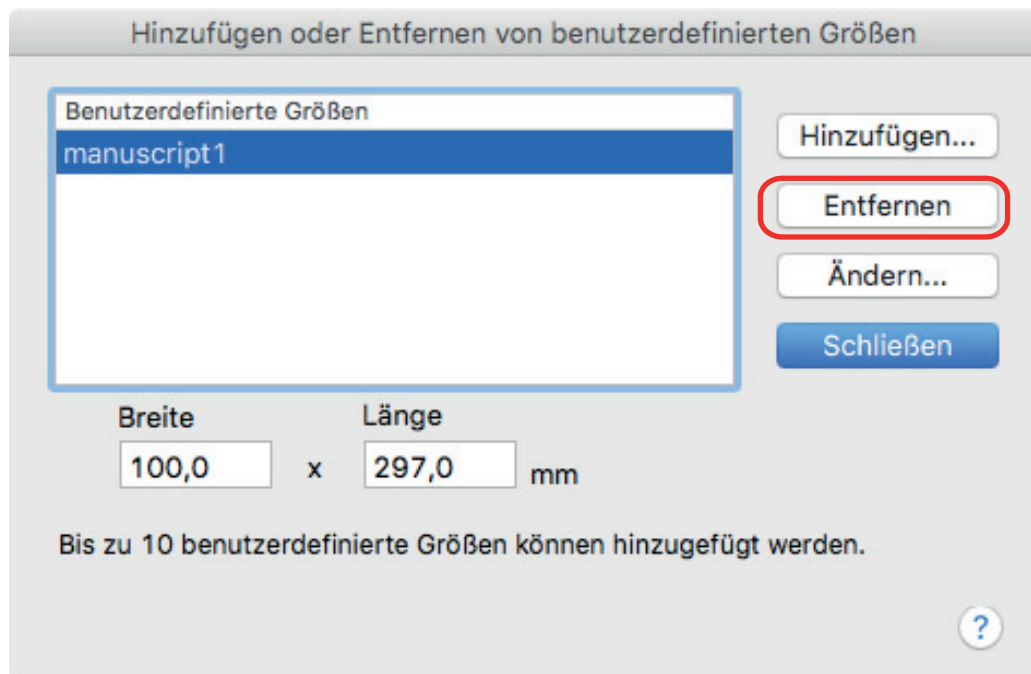 Hinzufügen oder Entfernen von benutzerdefinierten Größen
Benutzerdefinierte Größen
manuscript1
Hinzufügen...
Entfernen
Ändern...
Schließen
Breite Länge
100,0 x 297,0 mm
Bis zu 10 benutzerdefinierte Größen können hinzugefügt werden.
?